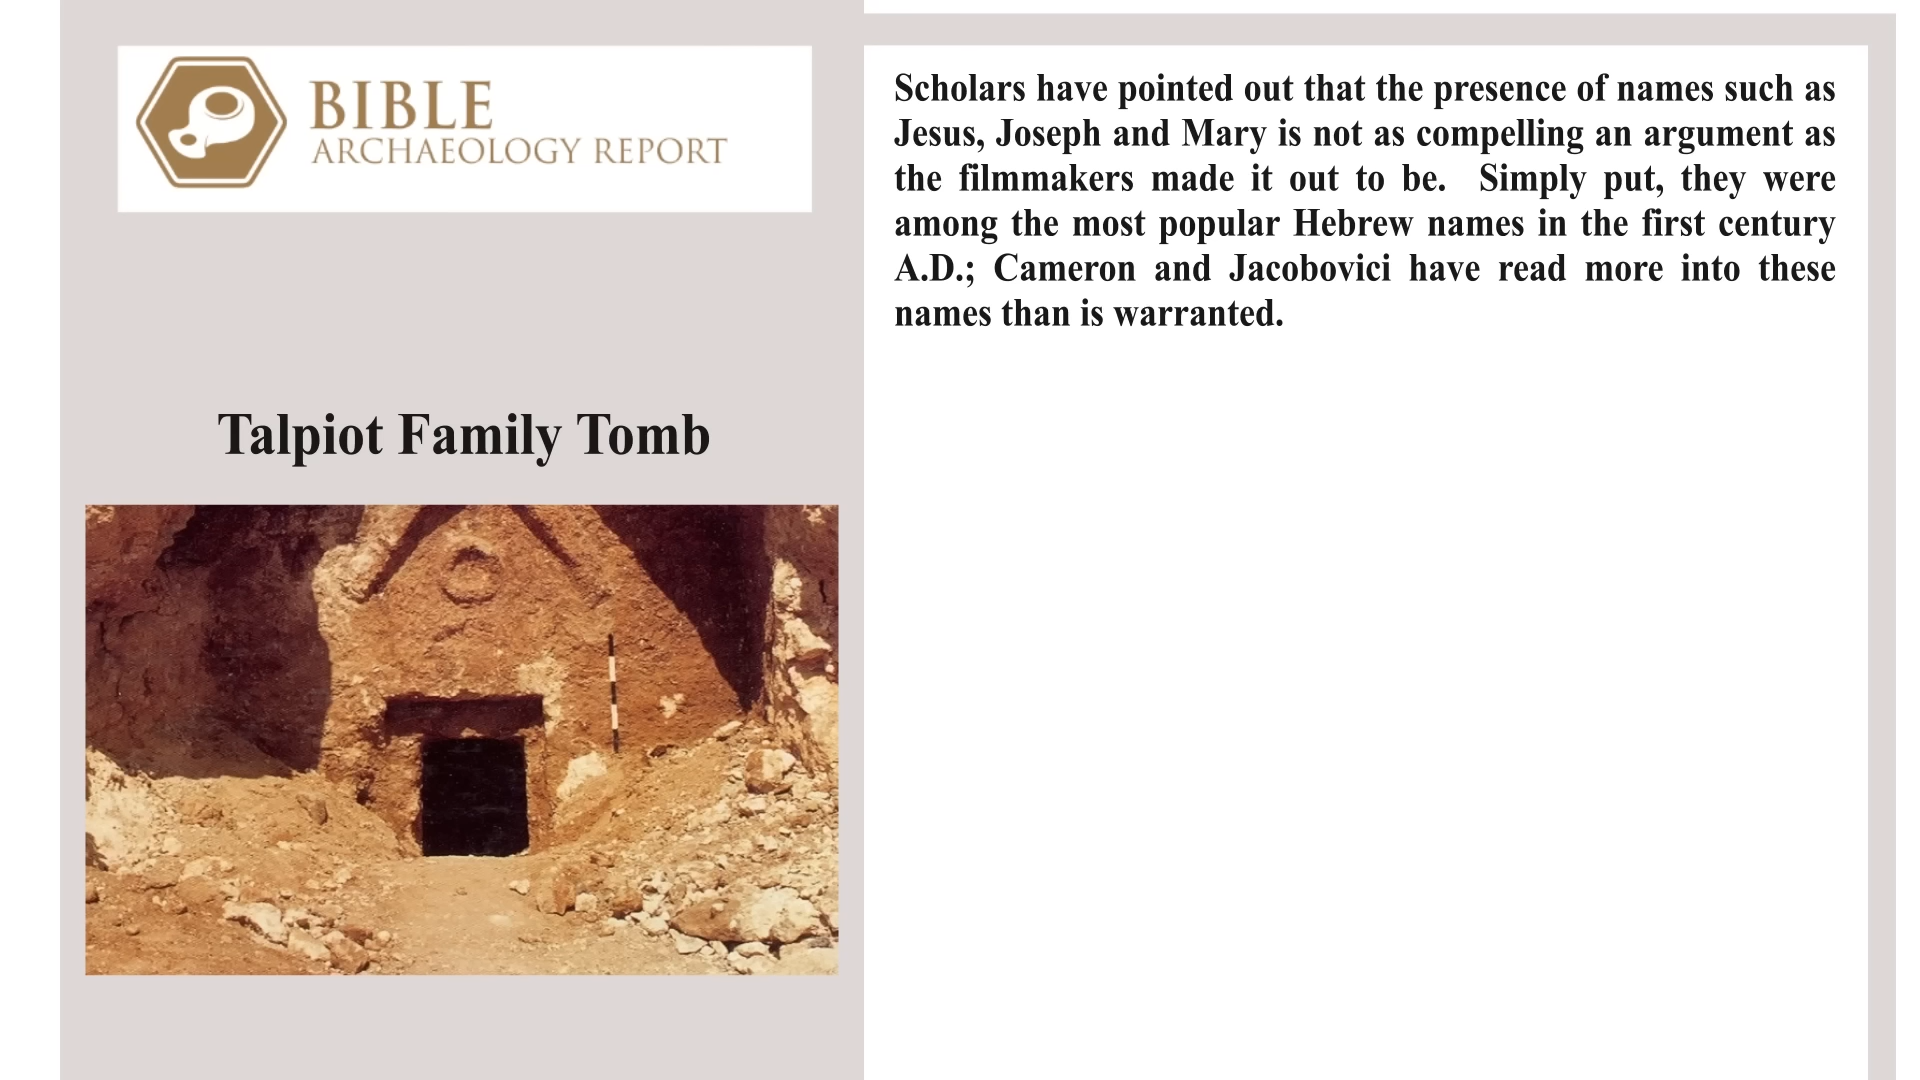 BIBLE
ARCHAEOLOGY REPORT
Talpiot Family Tomb
Scholars have pointed out that the presence of names such as
Jesus, Joseph and Mary is not as compelling an argument as
the filmmakers made it out to be. Simply put, they were
among the most popular Hebrew names in the first century
A.D.; Cameron and Jacobovici have read more into these
names than is warranted.